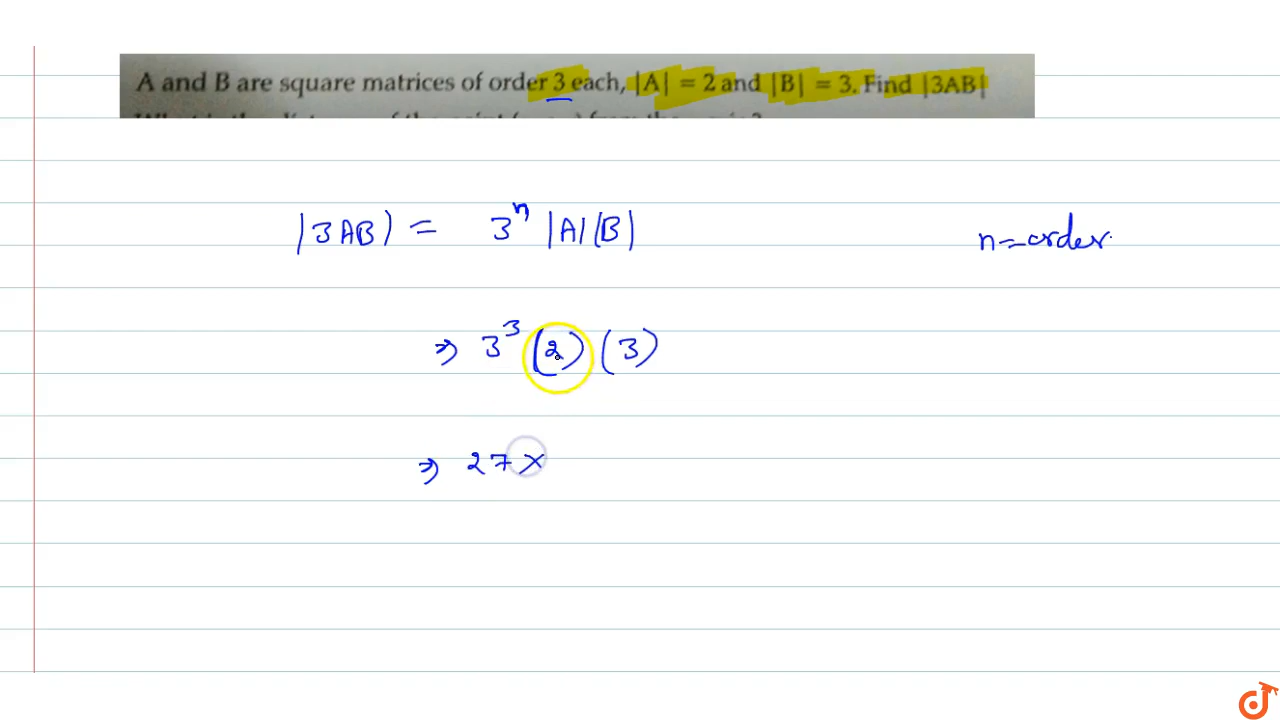 A and B are square matrices of order 3 each, |A| = 2 and |B| = 3. Find |3AB|
|3AB| = 3ⁿ |A| |B|
n = order.
⇒ 3³ (2) (3)
⇒ 27 ×